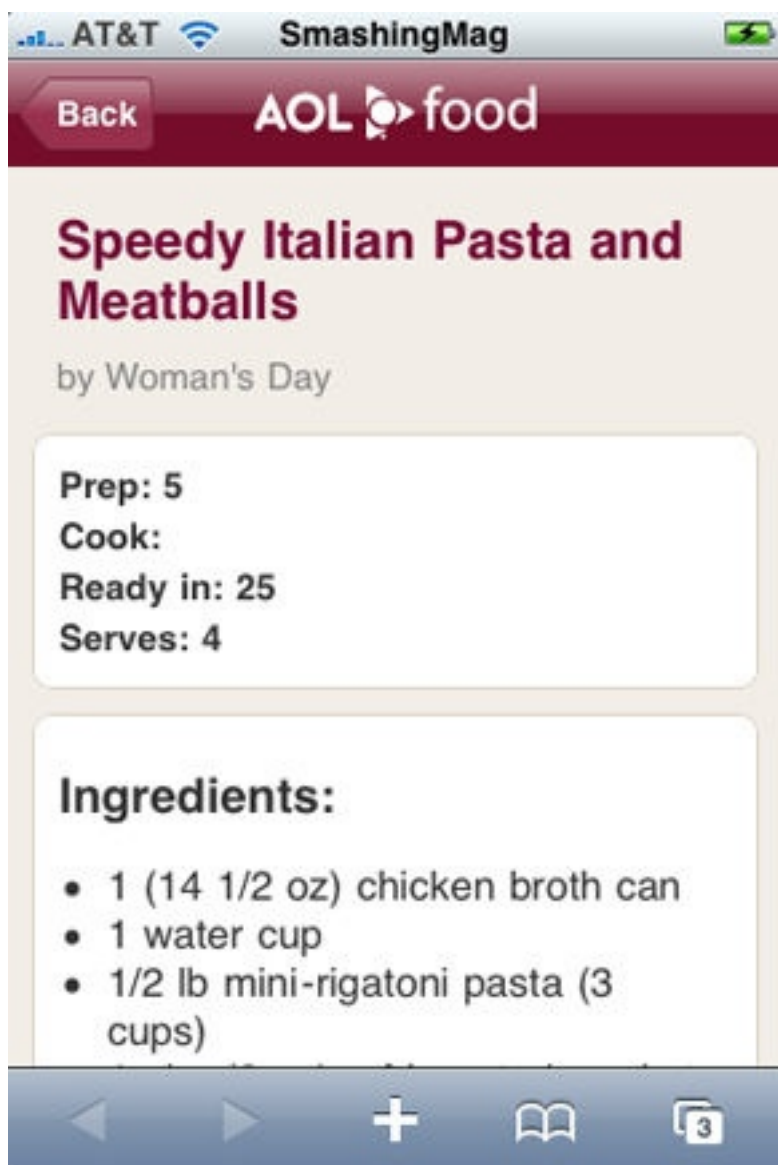 AT&T SmashingMag
Back AOL food
Speedy Italian Pasta and
Meatballs
by Woman's Day
Prep: 5
Cook:
Ready in: 25
Serves: 4
Ingredients:
• 1 (14 1/2 oz) chicken broth can
• 1 water cup
• 1/2 lb mini-rigatoni pasta (3
cups)
3